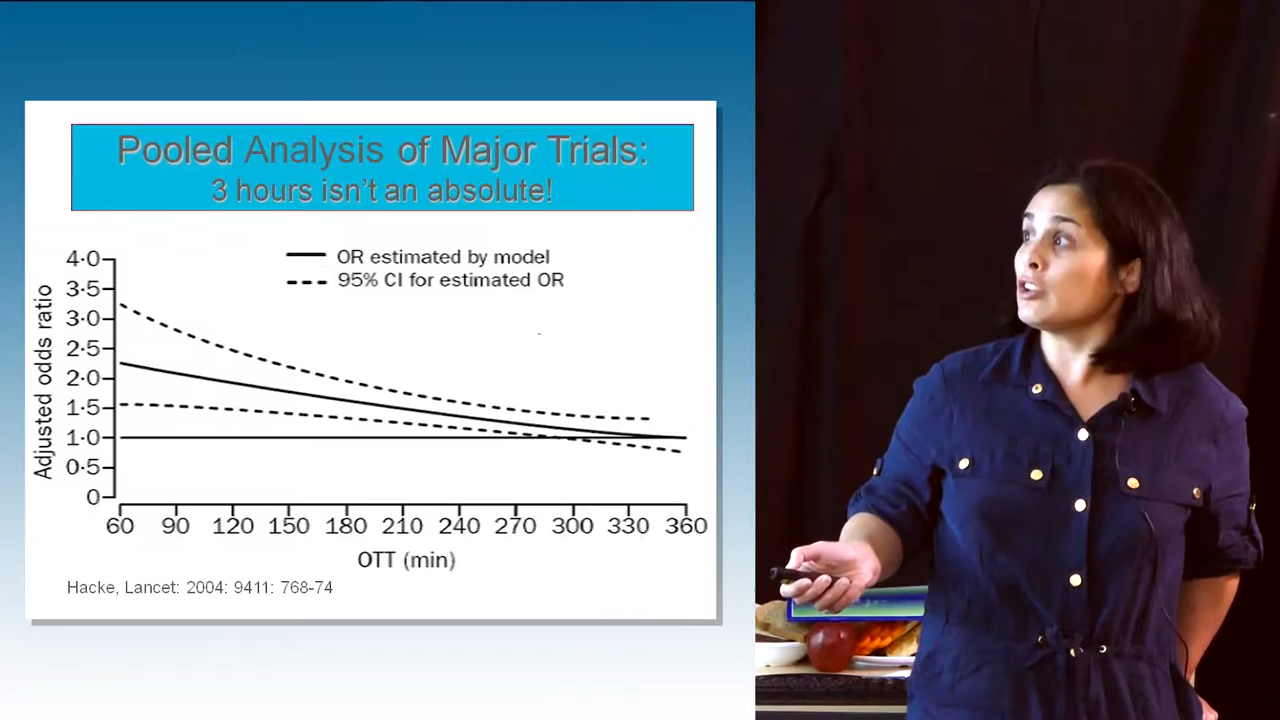 Pooled Analysis of Major Trials:
3 hours isn't an absolute!
OR estimated by model
95% CI for estimated OR
Adjusted odds ratio
4·0
3·5
3·0
2·5
2·0
1·5
1·0
0·5
0
60 90 120 150 180 210 240 270 300 330 360
OTT (min)
Hacke, Lancet: 2004: 9411: 768-74